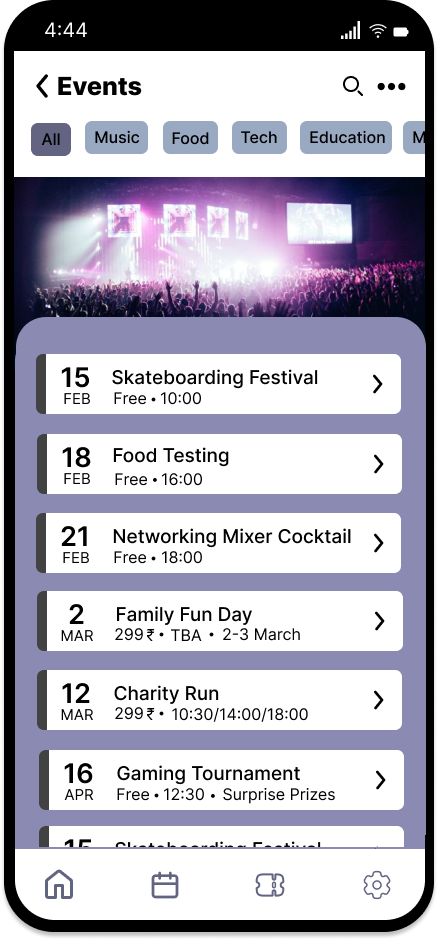 4:44
Events
All Music Food Tech Education M
15 Skateboarding Festival
FEB Free • 10:00
18 Food Testing
FEB Free • 16:00
21 Networking Mixer Cocktail
FEB Free • 18:00
2 Family Fun Day
MAR 299 ₹ • TBA • 2-3 March
12 Charity Run
MAR 299 ₹ • 10:30/14:00/18:00
16 Gaming Tournament
APR Free • 12:30 • Surprise Prizes
15 Skateboarding Festival